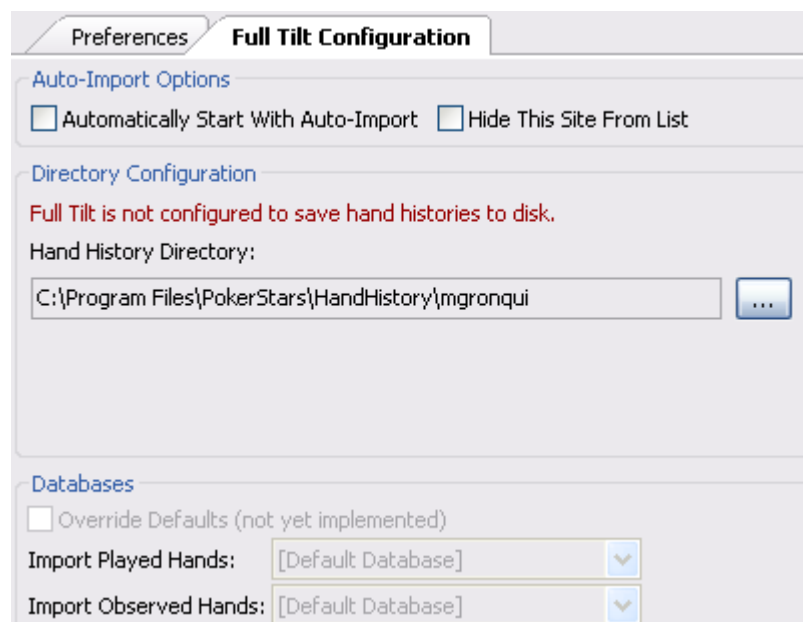 Preferences Full Tilt Configuration
Auto-Import Options
Automatically Start With Auto-Import Hide This Site From List
Directory Configuration
Full Tilt is not configured to save hand histories to disk.
Hand History Directory:
C:\Program Files\PokerStars\HandHistory\mgronqui ...
Databases
Override Defaults (not yet implemented)
Import Played Hands: [Default Database]
Import Observed Hands: [Default Database]